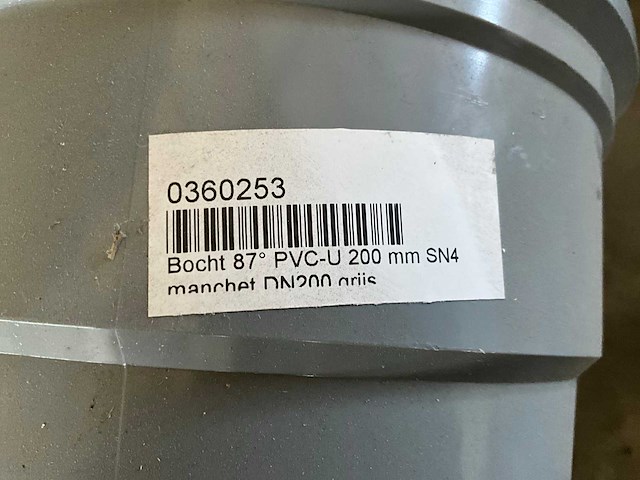 0360253
Bocht 87° PVC-U 200 mm SN4
manchet DN200 grijs